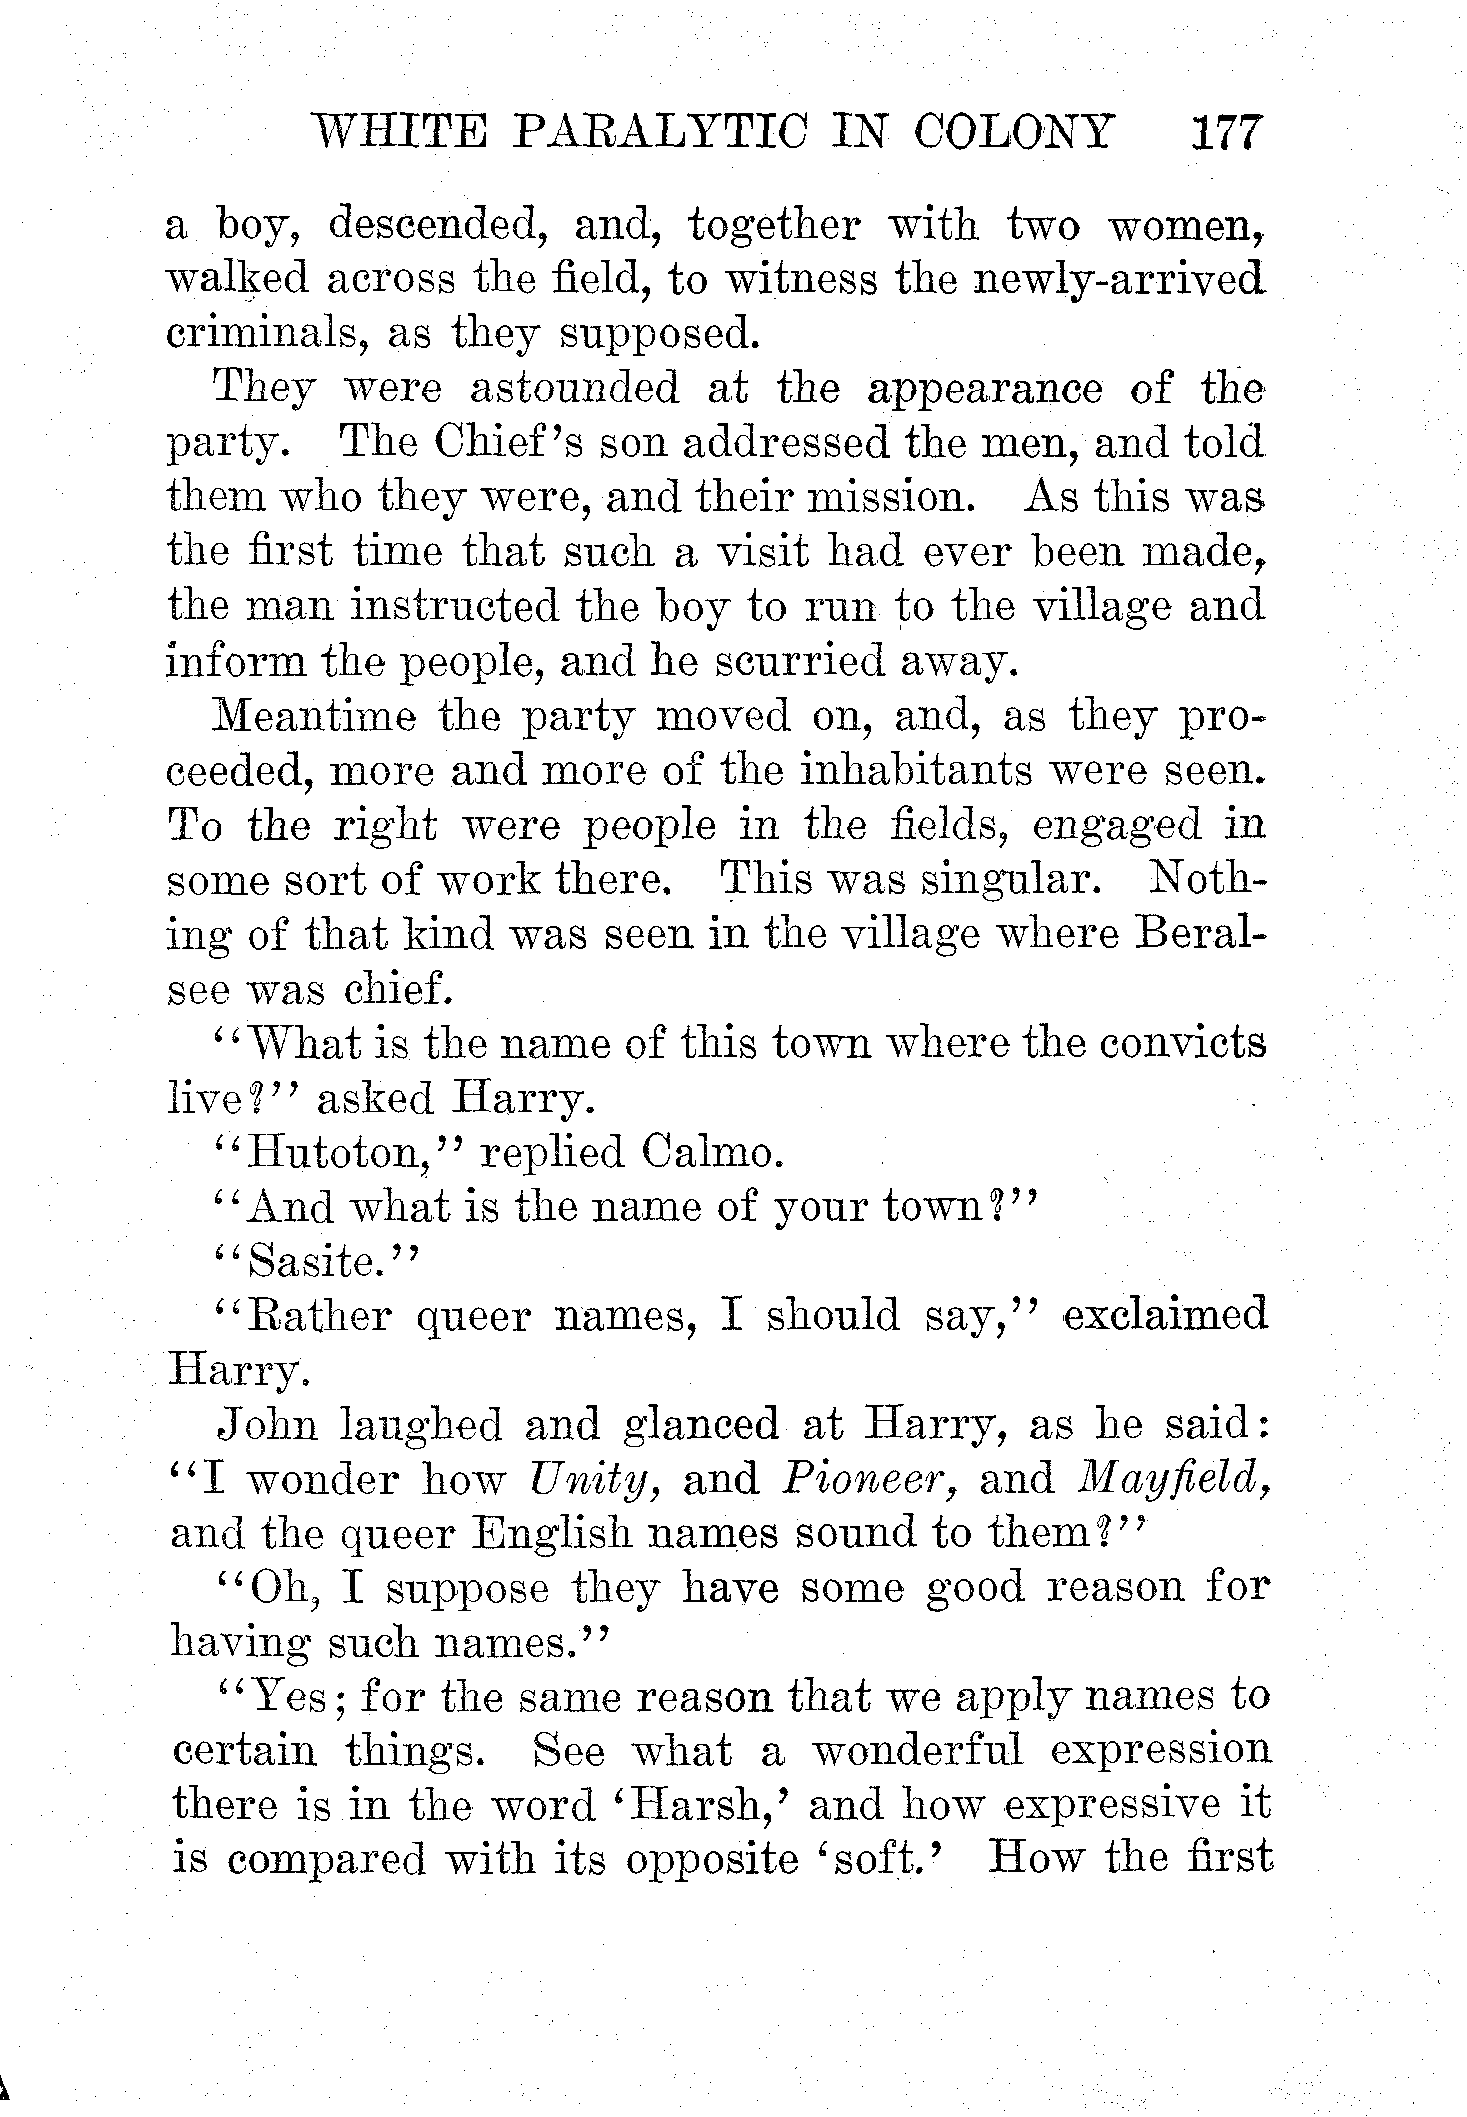 WHITE PARALYTIC IN COLONY 177
a boy, descended, and, together with two women,
walked across the field, to witness the newly-arrived
criminals, as they supposed.
They were astounded at the appearance of the
party. The Chief's son addressed the men, and told
them who they were, and their mission. As this was
the first time that such a visit had ever been made,
the man instructed the boy to run to the village and
inform the people, and he scurried away.
Meantime the party moved on, and, as they pro-
ceeded, more and more of the inhabitants were seen.
To the right were people in the fields, engaged in
some sort of work there. This was singular. Noth-
ing of that kind was seen in the village where Beral-
see was chief.
"What is the name of this town where the convicts
live?" asked Harry.
"Hutoton," replied Calmo.
"And what is the name of your town?"
"Sasite."
"Rather queer names, I should say," exclaimed
Harry.
John laughed and glanced at Harry, as he said:
"I wonder how Unity, and Pioneer, and Mayfield,
and the queer English names sound to them?"
"Oh, I suppose they have some good reason for
having such names."
"Yes; for the same reason that we apply names to
certain things. See what a wonderful expression
there is in the word 'Harsh,' and how expressive it
is compared with its opposite 'soft.' How the first